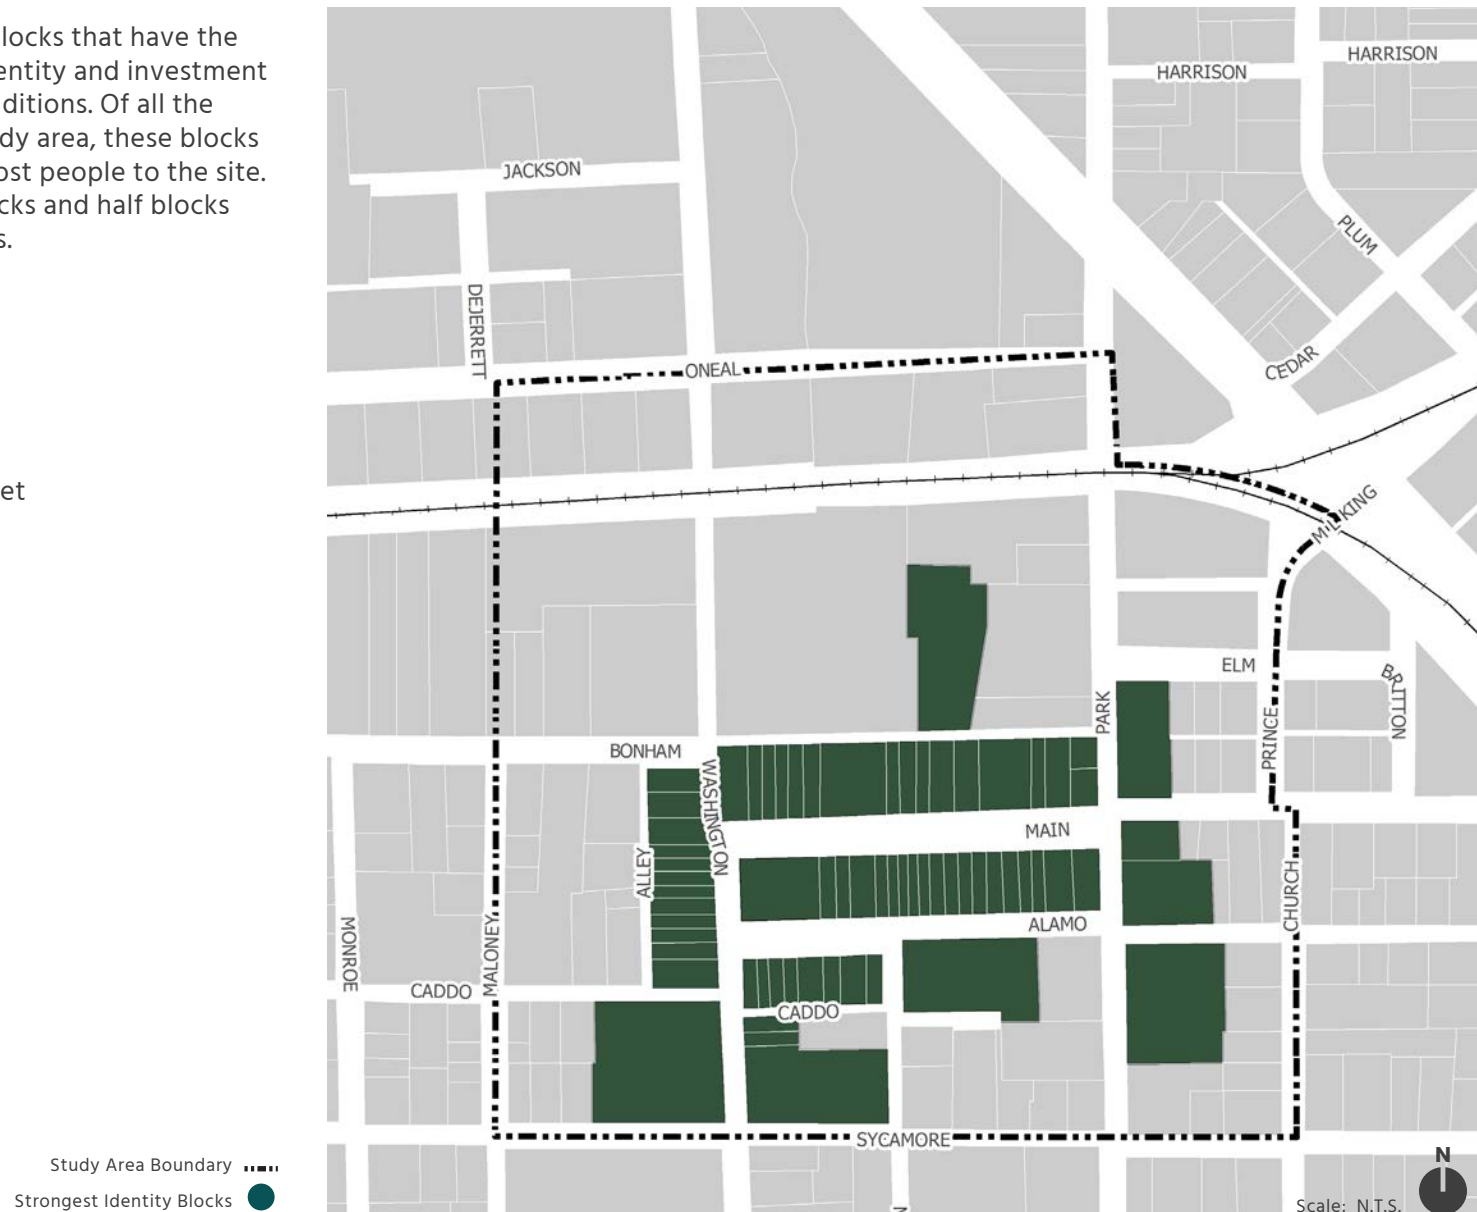 locks that have the
entity and investment
ditions. Of all the
dy area, these blocks
ost people to the site.
cks and half blocks
s.
et
HARRISON
HARRISON
JACKSON
PLUM
DEJERRETT
CEDAR
ONEAL
M L KING
ELM
BRITTON
PARK
PRINCE
BONHAM
WASHINGTON
MAIN
ALLEY
CHURCH
ALAMO
MONROE
MALONEY
CADDO
CADDO
SYCAMORE
Study Area Boundary
Strongest Identity Blocks
N
Scale: N.T.S.